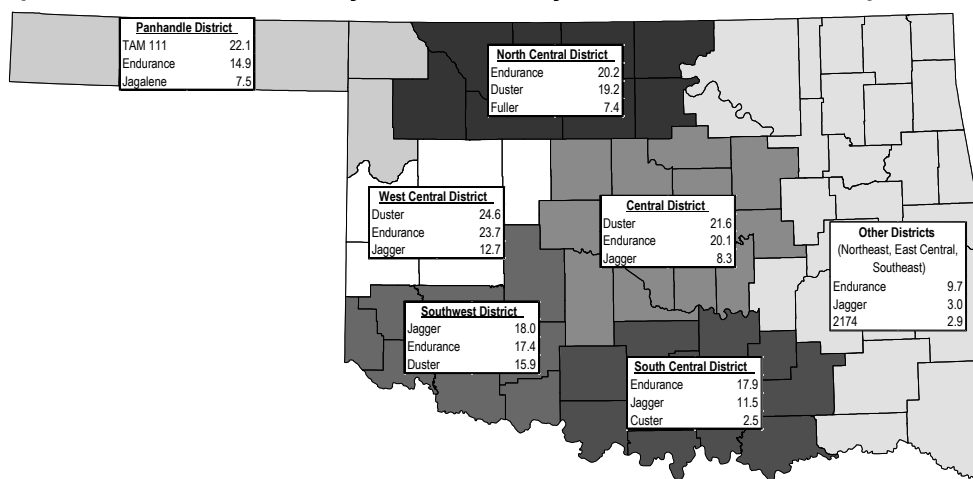 Panhandle District
TAM 111 22.1
Endurance 14.9
Jagalene 7.5
North Central District
Endurance 20.2
Duster 19.2
Fuller 7.4
West Central District
Duster 24.6
Endurance 23.7
Jagger 12.7
Central District
Duster 21.6
Endurance 20.1
Jagger 8.3
Other Districts
(Northeast, East Central,
Southeast)
Endurance 9.7
Jagger 3.0
2174 2.9
Southwest District
Jagger 18.0
Endurance 17.4
Duster 15.9
South Central District
Endurance 17.9
Jagger 11.5
Custer 2.5